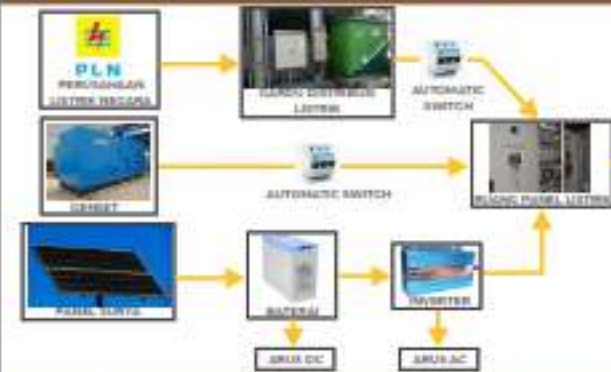 PLN
PERUSAHAAN
LISTRIK NEGARA
GARDU DISTRIBUSI
LISTRIK
AUTOMATIC
SWITCH
GENSET
AUTOMATIC SWITCH
RUANG PANEL LISTRIK
PANEL SURYA
BATERAI
INVERTER
ARUS DC
ARUS AC